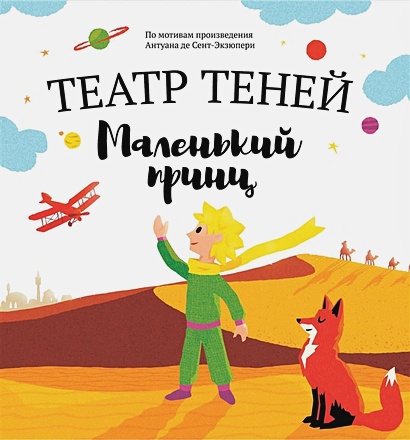 По мотивам произведения
Антуана де Сент-Экзюпери
ТЕАТР ТЕНЕЙ
Маленький
принц